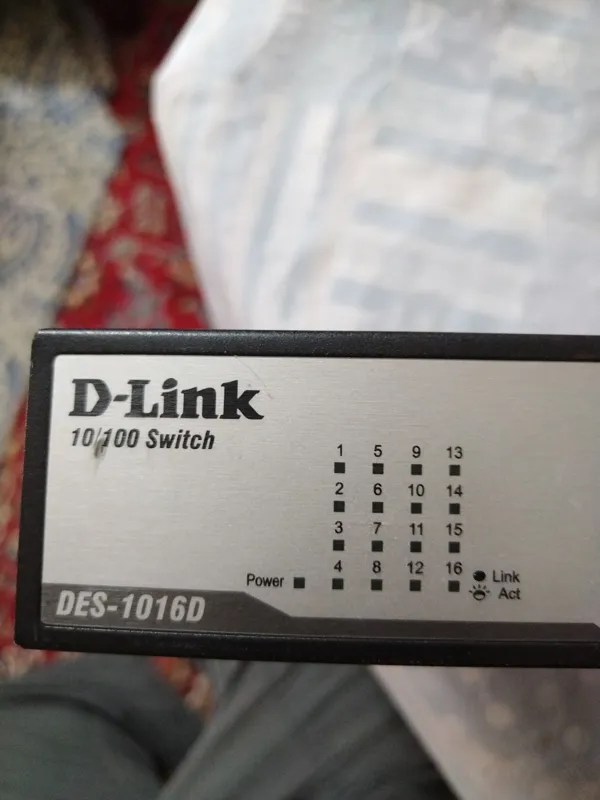 D-Link
10/100 Switch
1 5 9 13
2 6 10 14
3 7 11 15
4 8 12 16
Power
Link
Act
DES-1016D